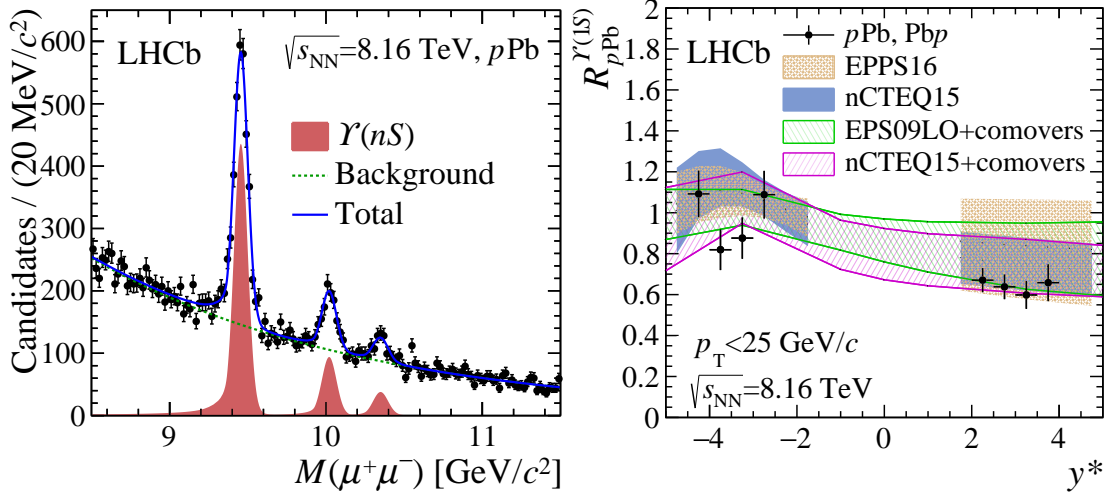 Candidates / (20 MeV/c²)
600
500
400
300
200
100
0
LHCb
√sNN=8.16 TeV, pPb
ϒ(nS)
Background
Total
9
10
11
M(μ⁺μ⁻) [GeV/c²]
R_pPb^ϒ(1S)
2
1.8
1.6
1.4
1.2
1
0.8
0.6
0.4
0.2
0
LHCb
pPb, Pbp
EPPS16
nCTEQ15
EPS09LO+comovers
nCTEQ15+comovers
pT<25 GeV/c
√sNN=8.16 TeV
−4
−2
0
2
4
y*